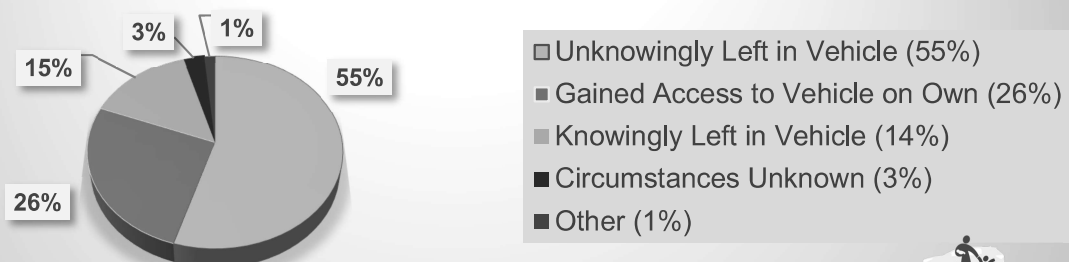 3%
1%
15%
55%
26%
Unknowingly Left in Vehicle (55%)
Gained Access to Vehicle on Own (26%)
Knowingly Left in Vehicle (14%)
Circumstances Unknown (3%)
Other (1%)